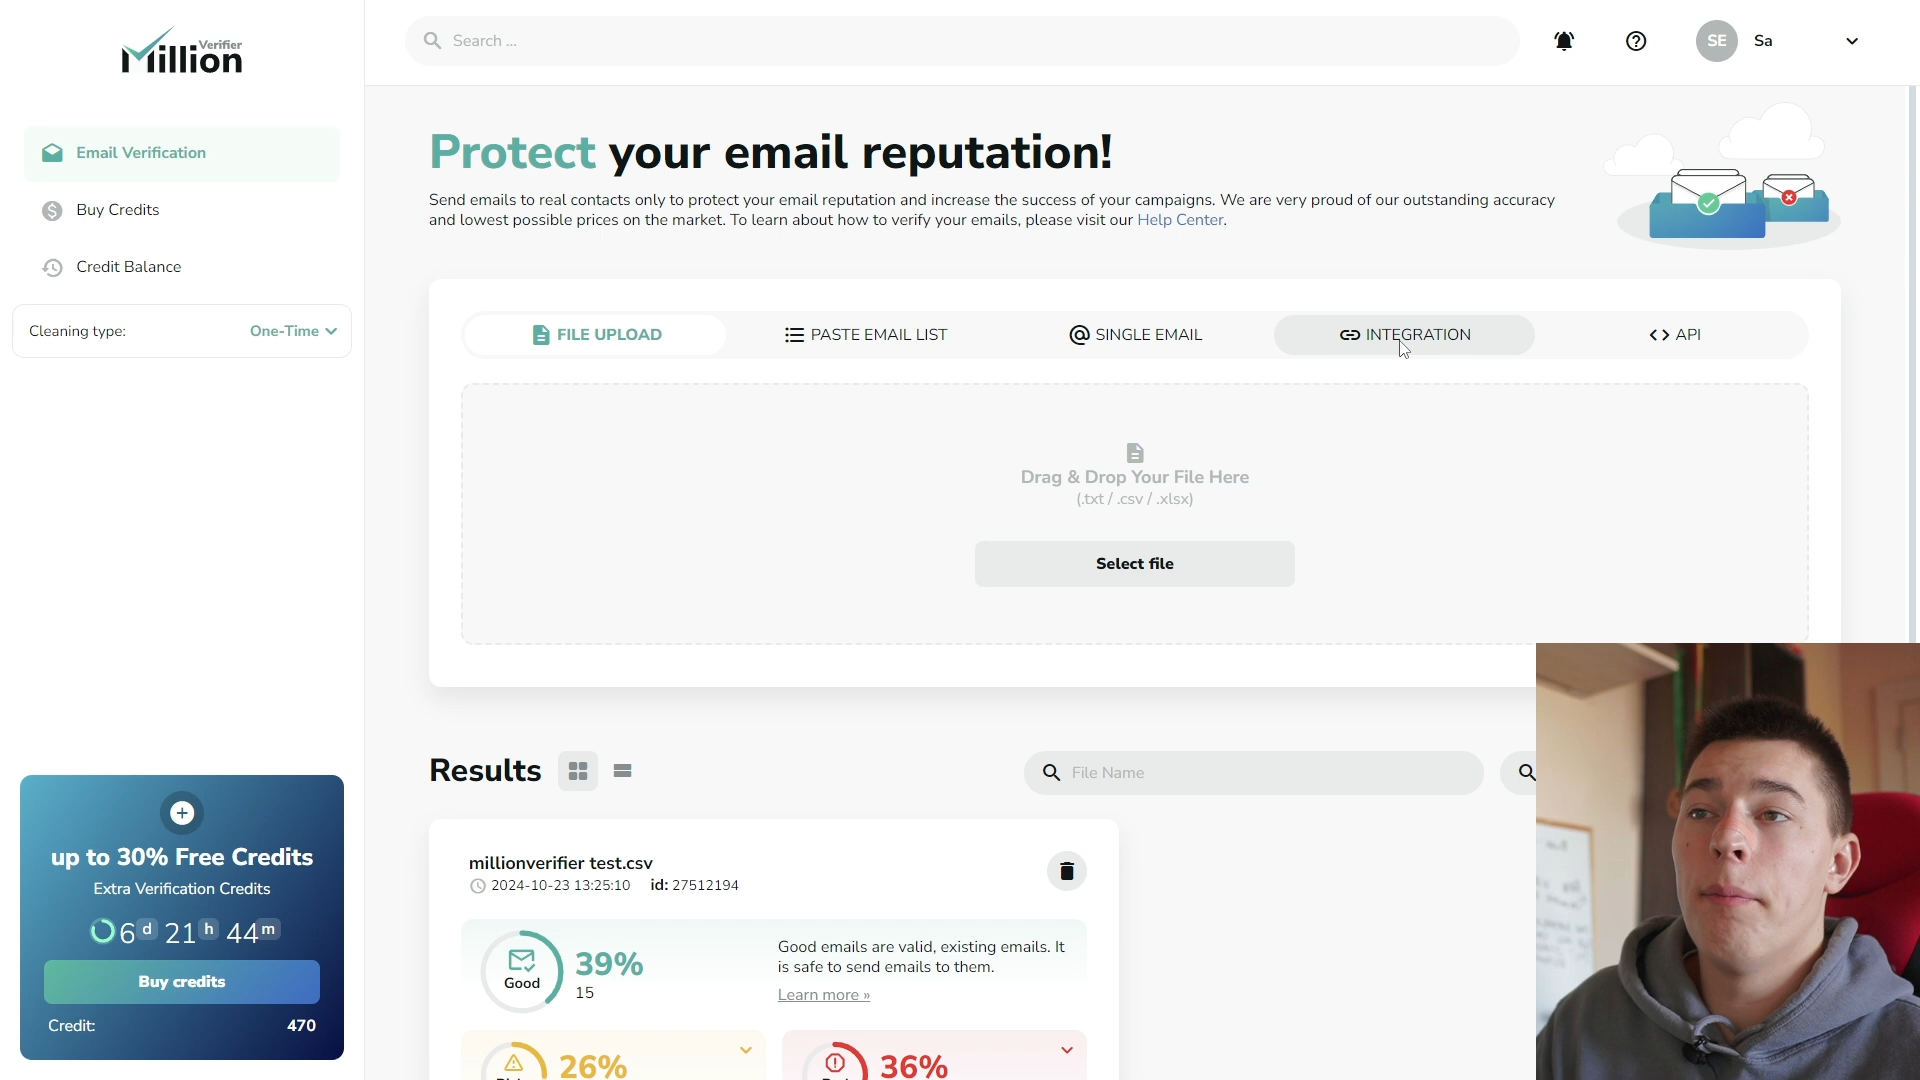 Million Verifier
Search ...
SE Sa
Email Verification
Buy Credits
Credit Balance
Cleaning type: One-Time
Protect your email reputation!
Send emails to real contacts only to protect your email reputation and increase the success of your campaigns. We are very proud of our outstanding accuracy
and lowest possible prices on the market. To learn about how to verify your emails, please visit our Help Center.
FILE UPLOAD PASTE EMAIL LIST SINGLE EMAIL INTEGRATION API
Drag & Drop Your File Here
(.txt / .csv / .xlsx)
Select file
Results
File Name
millionverifier test.csv
2024-10-23 13:25:10 id: 27512194
Good
39%
15
Good emails are valid, existing emails. It
is safe to send emails to them.
Learn more »
26%
36%
up to 30% Free Credits
Extra Verification Credits
6 d 21 h 44 m
Buy credits
Credit: 470